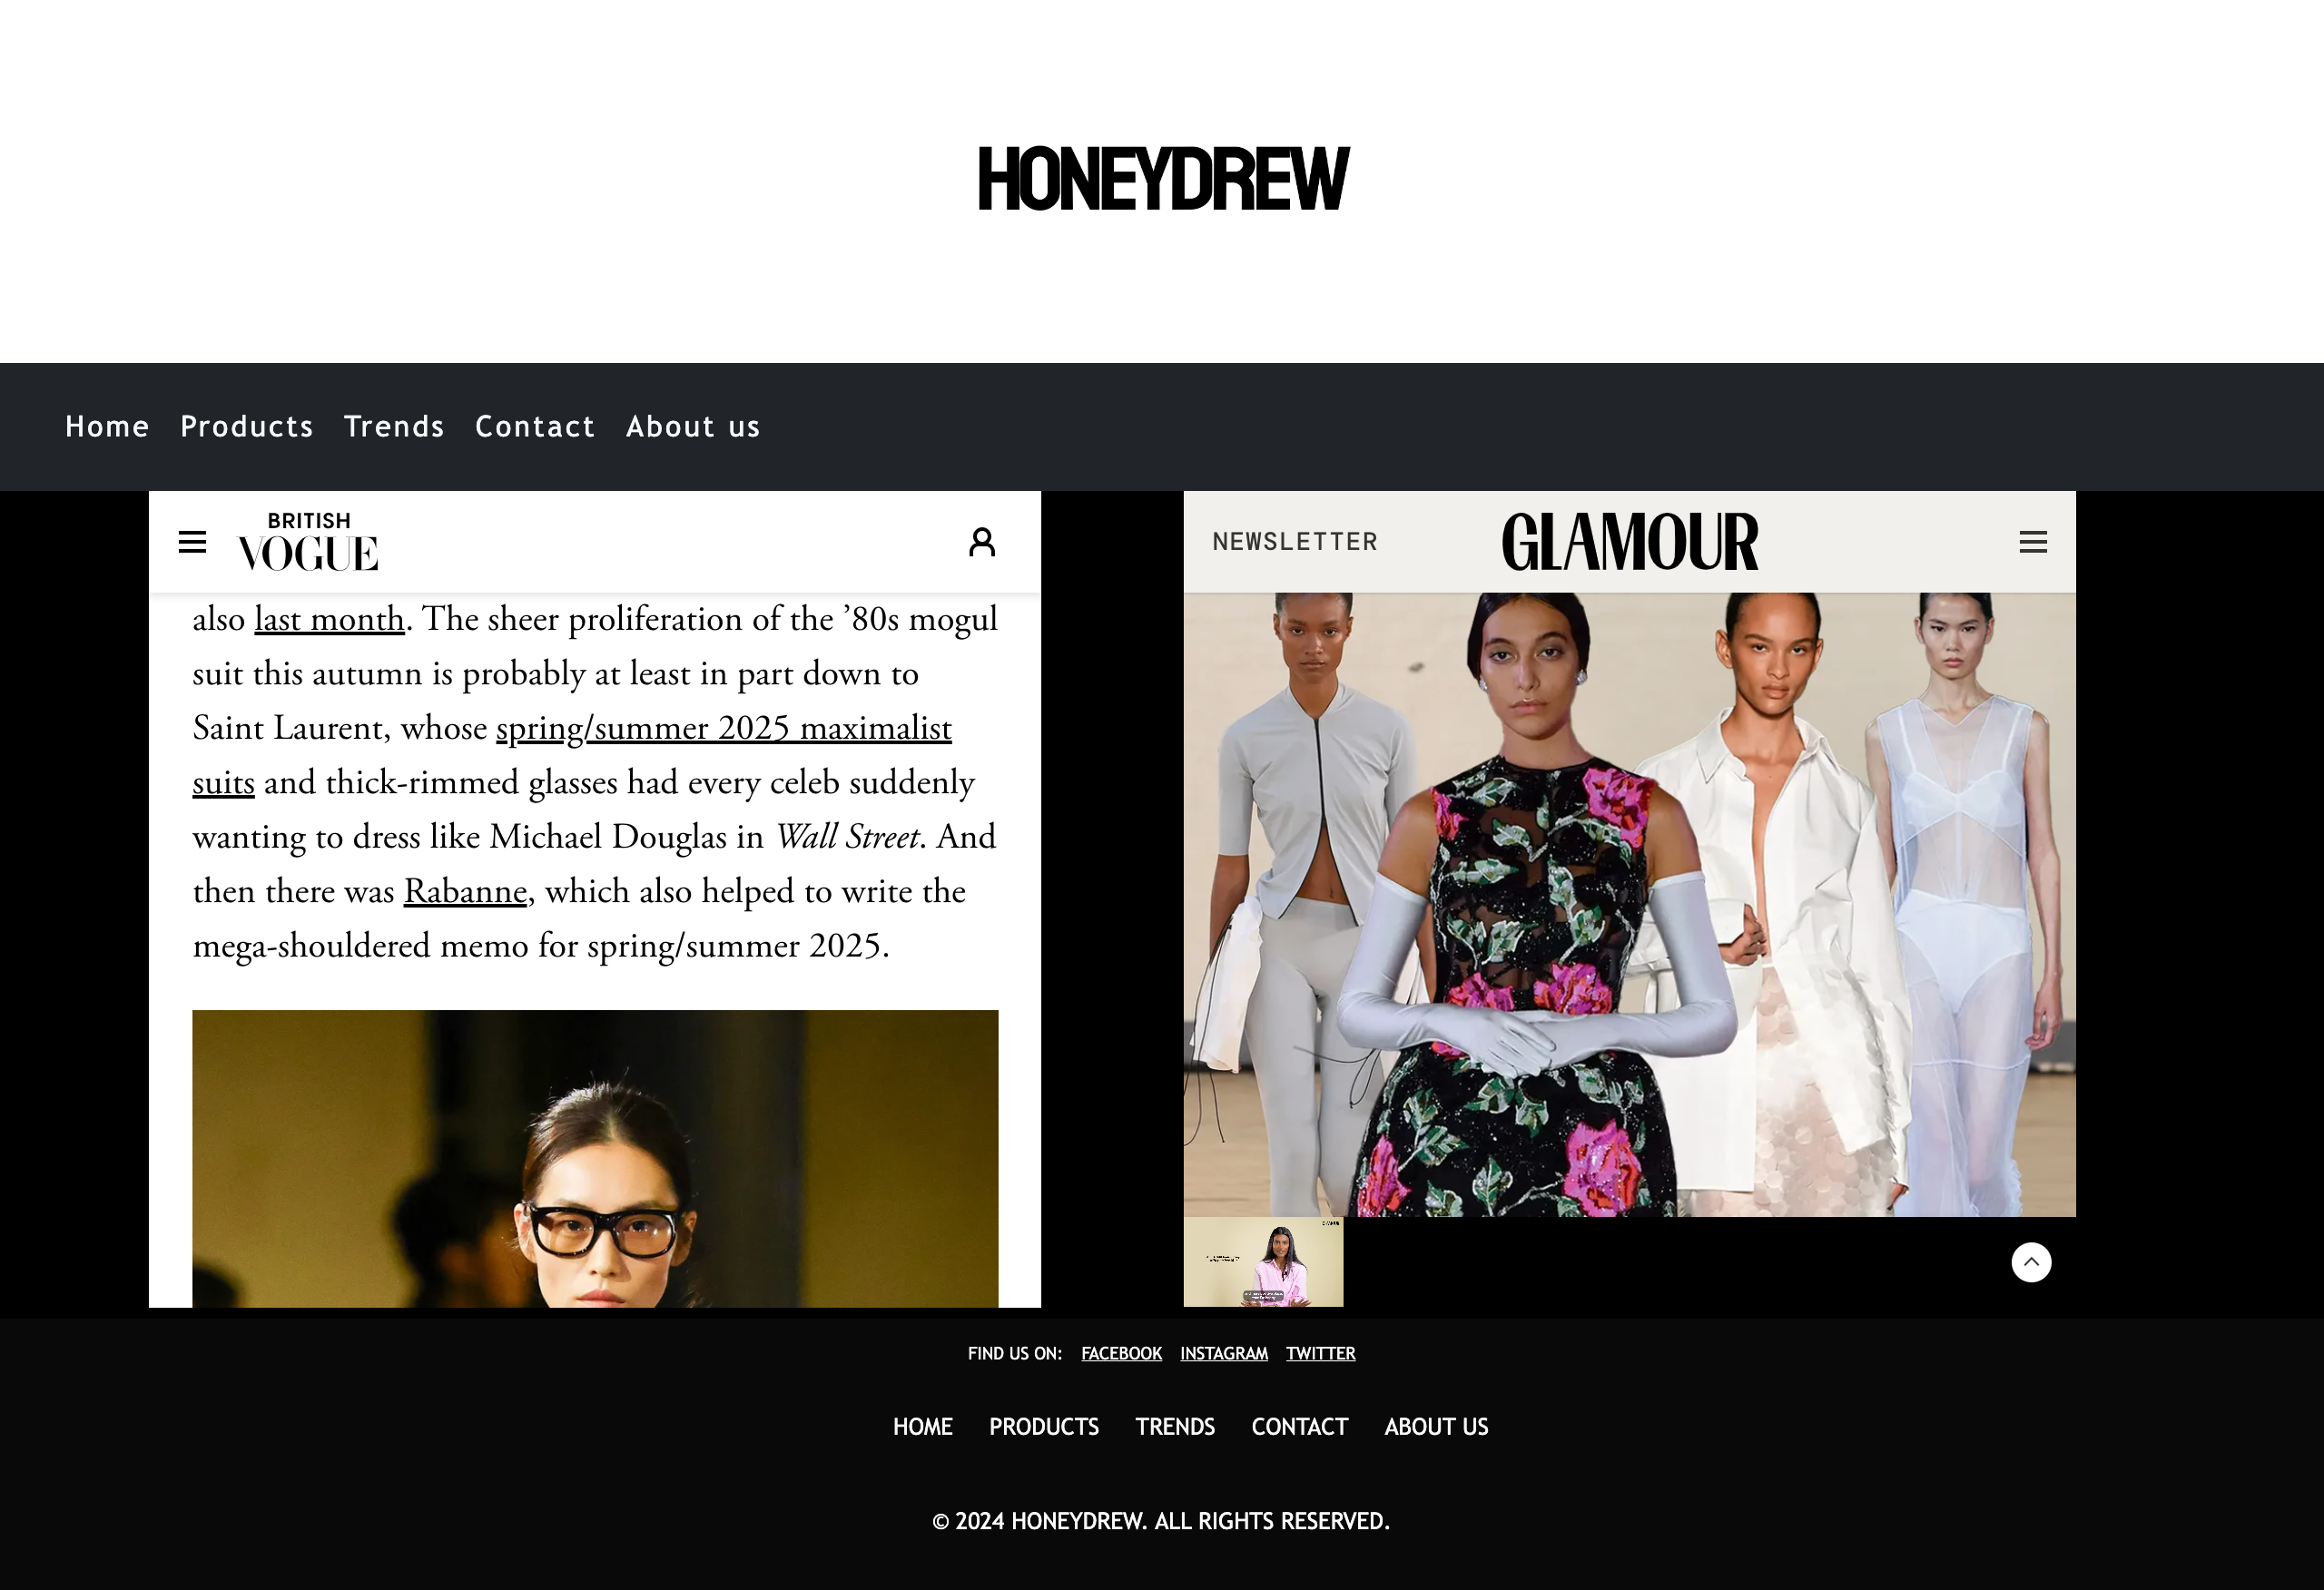 HONEYDREW
Home Products Trends Contact About us
BRITISH
VOGUE
also last month. The sheer proliferation of the ’80s mogul
suit this autumn is probably at least in part down to
Saint Laurent, whose spring/summer 2025 maximalist
suits and thick-rimmed glasses had every celeb suddenly
wanting to dress like Michael Douglas in Wall Street. And
then there was Rabanne, which also helped to write the
mega-shouldered memo for spring/summer 2025.
NEWSLETTER GLAMOUR
FIND US ON: FACEBOOK INSTAGRAM TWITTER
HOME PRODUCTS TRENDS CONTACT ABOUT US
© 2024 HONEYDREW. ALL RIGHTS RESERVED.